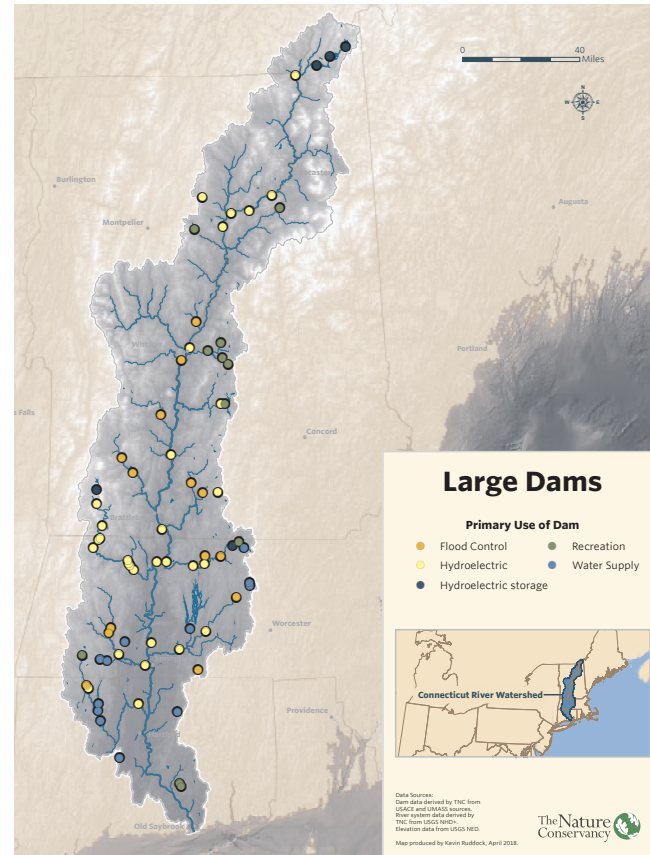 0 40
Miles
N
W E
S
Burlington
Montpelier
Augusta
Portland
s Falls
Concord
Worcester
Providence
Old Saybrook
Large Dams
Primary Use of Dam
Flood Control
Hydroelectric
Hydroelectric storage
Recreation
Water Supply
Connecticut River Watershed
Data Sources:
Dam data derived by TNC from
USACE and UMASS sources.
River system data derived by
TNC from USGS NHD+.
Elevation data from USGS NED.
Map produced by Kevin Ruddock, April 2018.
The Nature
Conservancy